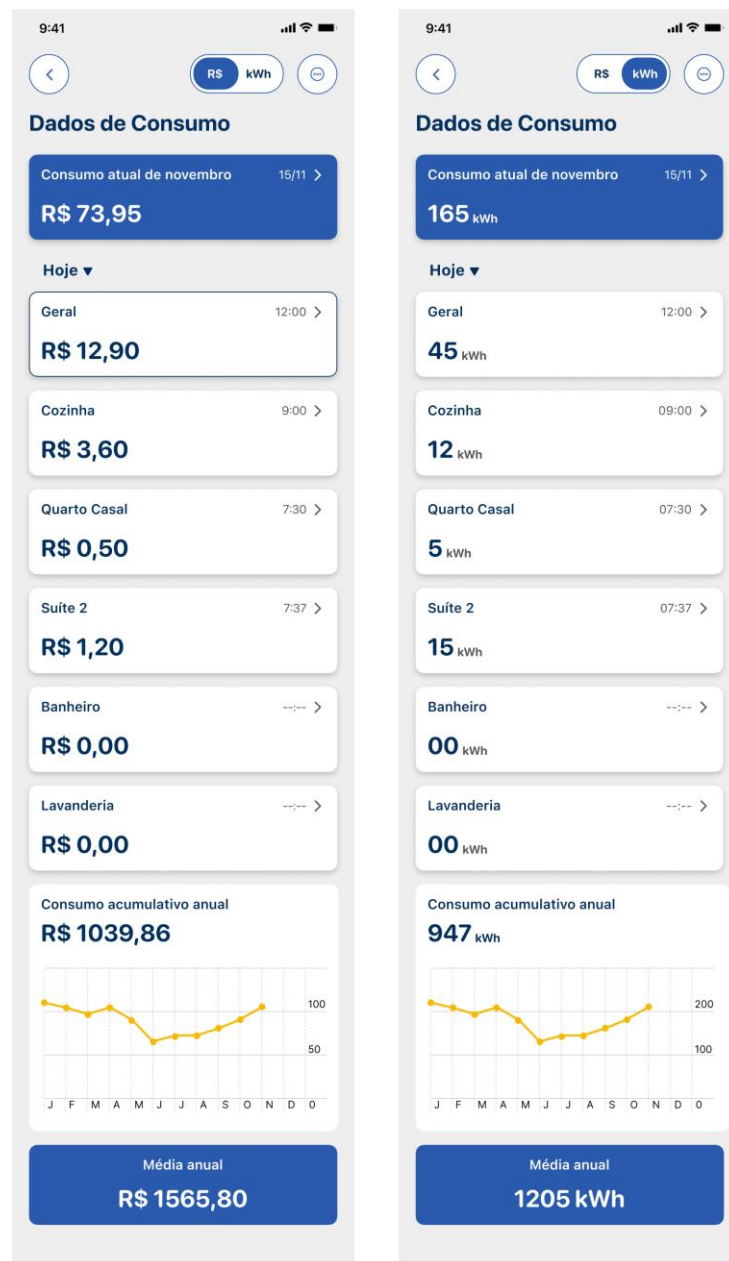 9:41
R$ kWh
Dados de Consumo
Consumo atual de novembro 15/11
R$ 73,95
Hoje
Geral 12:00
R$ 12,90
Cozinha 9:00
R$ 3,60
Quarto Casal 7:30
R$ 0,50
Suíte 2 7:37
R$ 1,20
Banheiro --:--
R$ 0,00
Lavanderia --:--
R$ 0,00
Consumo acumulativo anual
R$ 1039,86
100
50
J F M A M J J A S O N D 0
Média anual
R$ 1565,80
9:41
R$ kWh
Dados de Consumo
Consumo atual de novembro 15/11
165 kWh
Hoje
Geral 12:00
45 kWh
Cozinha 09:00
12 kWh
Quarto Casal 07:30
5 kWh
Suíte 2 07:37
15 kWh
Banheiro --:--
00 kWh
Lavanderia --:--
00 kWh
Consumo acumulativo anual
947 kWh
200
100
J F M A M J J A S O N D 0
Média anual
1205 kWh